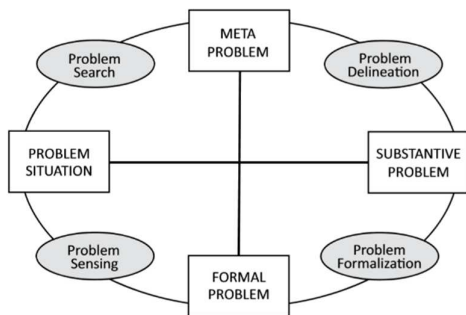 META
PROBLEM
Problem
Search
Problem
Delineation
PROBLEM
SITUATION
SUBSTANTIVE
PROBLEM
Problem
Sensing
Problem
Formalization
FORMAL
PROBLEM